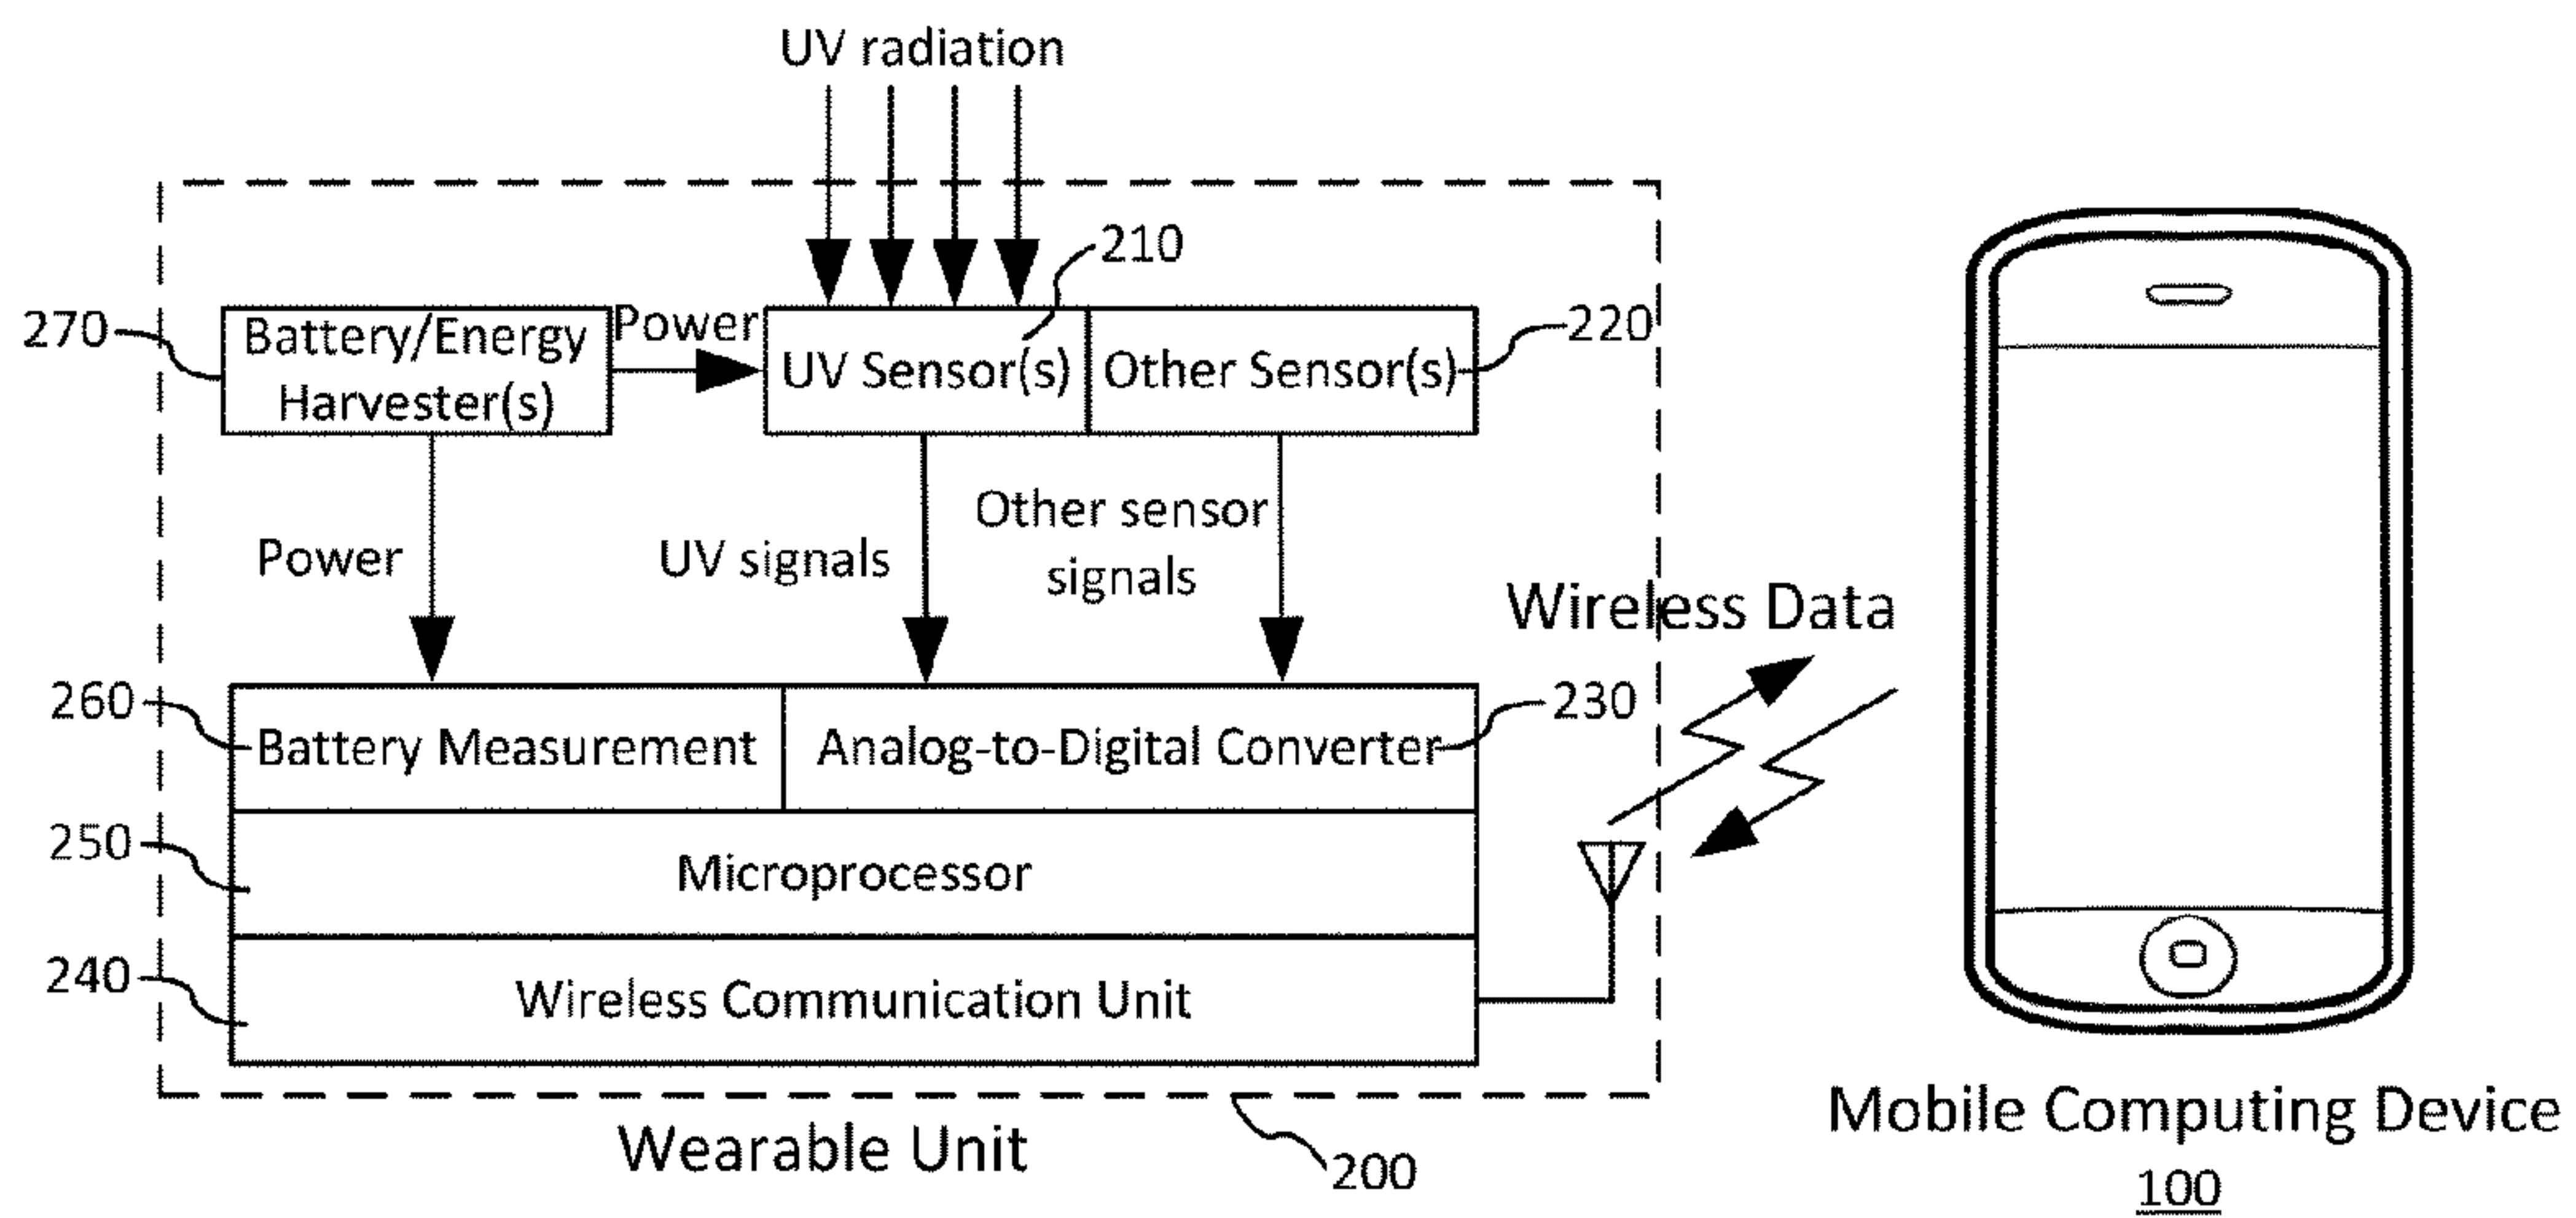 UV radiation
210
270
Battery/Energy
Harvester(s)
Power
UV Sensor(s)
Other Sensor(s)
220
Power
UV signals
Other sensor
signals
Wireless Data
260
Battery Measurement
Analog-to-Digital Converter
230
250
Microprocessor
240
Wireless Communication Unit
Wearable Unit
200
Mobile Computing Device
100